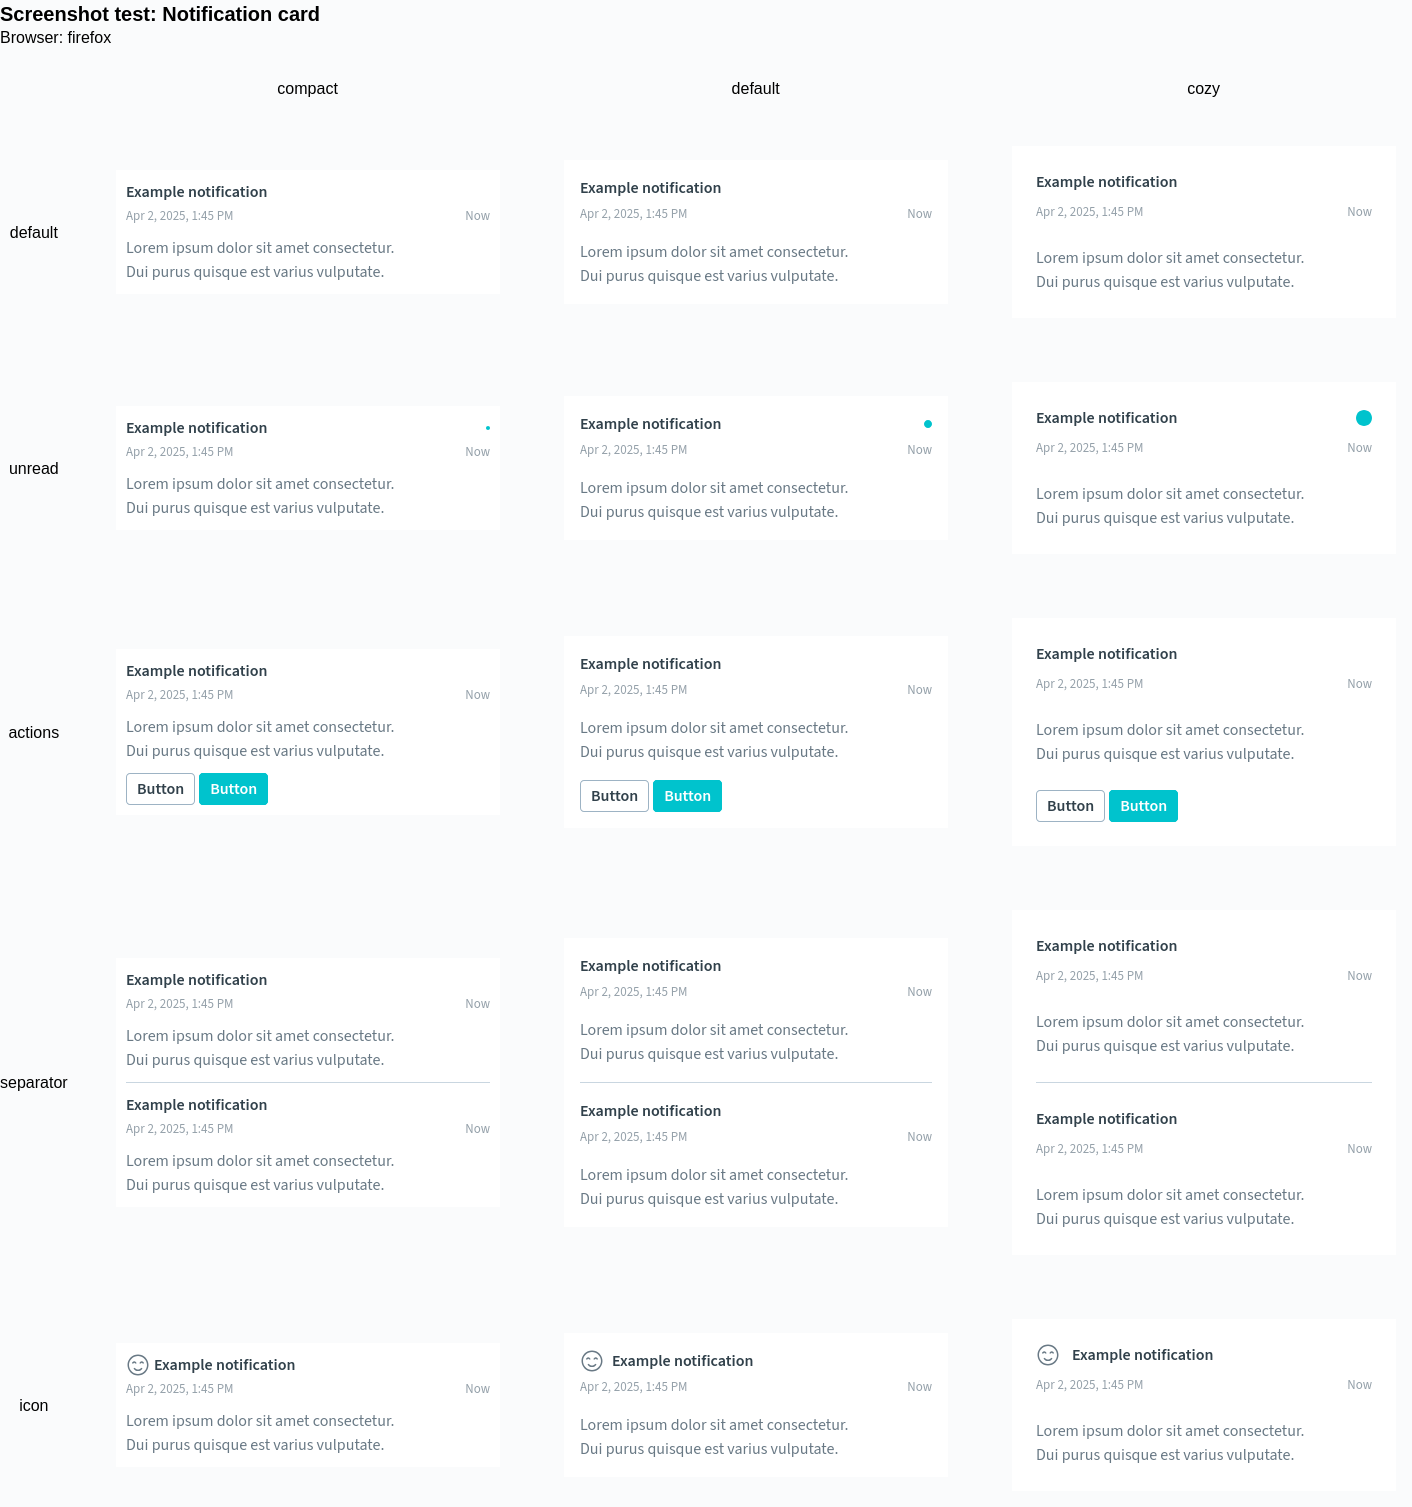 Screenshot test: Notification card
Browser: firefox
compact default cozy
default
Example notification
Apr 2, 2025, 1:45 PM Now
Lorem ipsum dolor sit amet consectetur.
Dui purus quisque est varius vulputate.
Example notification
Apr 2, 2025, 1:45 PM Now
Lorem ipsum dolor sit amet consectetur.
Dui purus quisque est varius vulputate.
Example notification
Apr 2, 2025, 1:45 PM Now
Lorem ipsum dolor sit amet consectetur.
Dui purus quisque est varius vulputate.
unread
Example notification
Apr 2, 2025, 1:45 PM Now
Lorem ipsum dolor sit amet consectetur.
Dui purus quisque est varius vulputate.
Example notification
Apr 2, 2025, 1:45 PM Now
Lorem ipsum dolor sit amet consectetur.
Dui purus quisque est varius vulputate.
Example notification
Apr 2, 2025, 1:45 PM Now
Lorem ipsum dolor sit amet consectetur.
Dui purus quisque est varius vulputate.
actions
Example notification
Apr 2, 2025, 1:45 PM Now
Lorem ipsum dolor sit amet consectetur.
Dui purus quisque est varius vulputate.
Button Button
Example notification
Apr 2, 2025, 1:45 PM Now
Lorem ipsum dolor sit amet consectetur.
Dui purus quisque est varius vulputate.
Button Button
Example notification
Apr 2, 2025, 1:45 PM Now
Lorem ipsum dolor sit amet consectetur.
Dui purus quisque est varius vulputate.
Button Button
separator
Example notification
Apr 2, 2025, 1:45 PM Now
Lorem ipsum dolor sit amet consectetur.
Dui purus quisque est varius vulputate.
Example notification
Apr 2, 2025, 1:45 PM Now
Lorem ipsum dolor sit amet consectetur.
Dui purus quisque est varius vulputate.
Example notification
Apr 2, 2025, 1:45 PM Now
Lorem ipsum dolor sit amet consectetur.
Dui purus quisque est varius vulputate.
Example notification
Apr 2, 2025, 1:45 PM Now
Lorem ipsum dolor sit amet consectetur.
Dui purus quisque est varius vulputate.
Example notification
Apr 2, 2025, 1:45 PM Now
Lorem ipsum dolor sit amet consectetur.
Dui purus quisque est varius vulputate.
Example notification
Apr 2, 2025, 1:45 PM Now
Lorem ipsum dolor sit amet consectetur.
Dui purus quisque est varius vulputate.
icon
Example notification
Apr 2, 2025, 1:45 PM Now
Lorem ipsum dolor sit amet consectetur.
Dui purus quisque est varius vulputate.
Example notification
Apr 2, 2025, 1:45 PM Now
Lorem ipsum dolor sit amet consectetur.
Dui purus quisque est varius vulputate.
Example notification
Apr 2, 2025, 1:45 PM Now
Lorem ipsum dolor sit amet consectetur.
Dui purus quisque est varius vulputate.